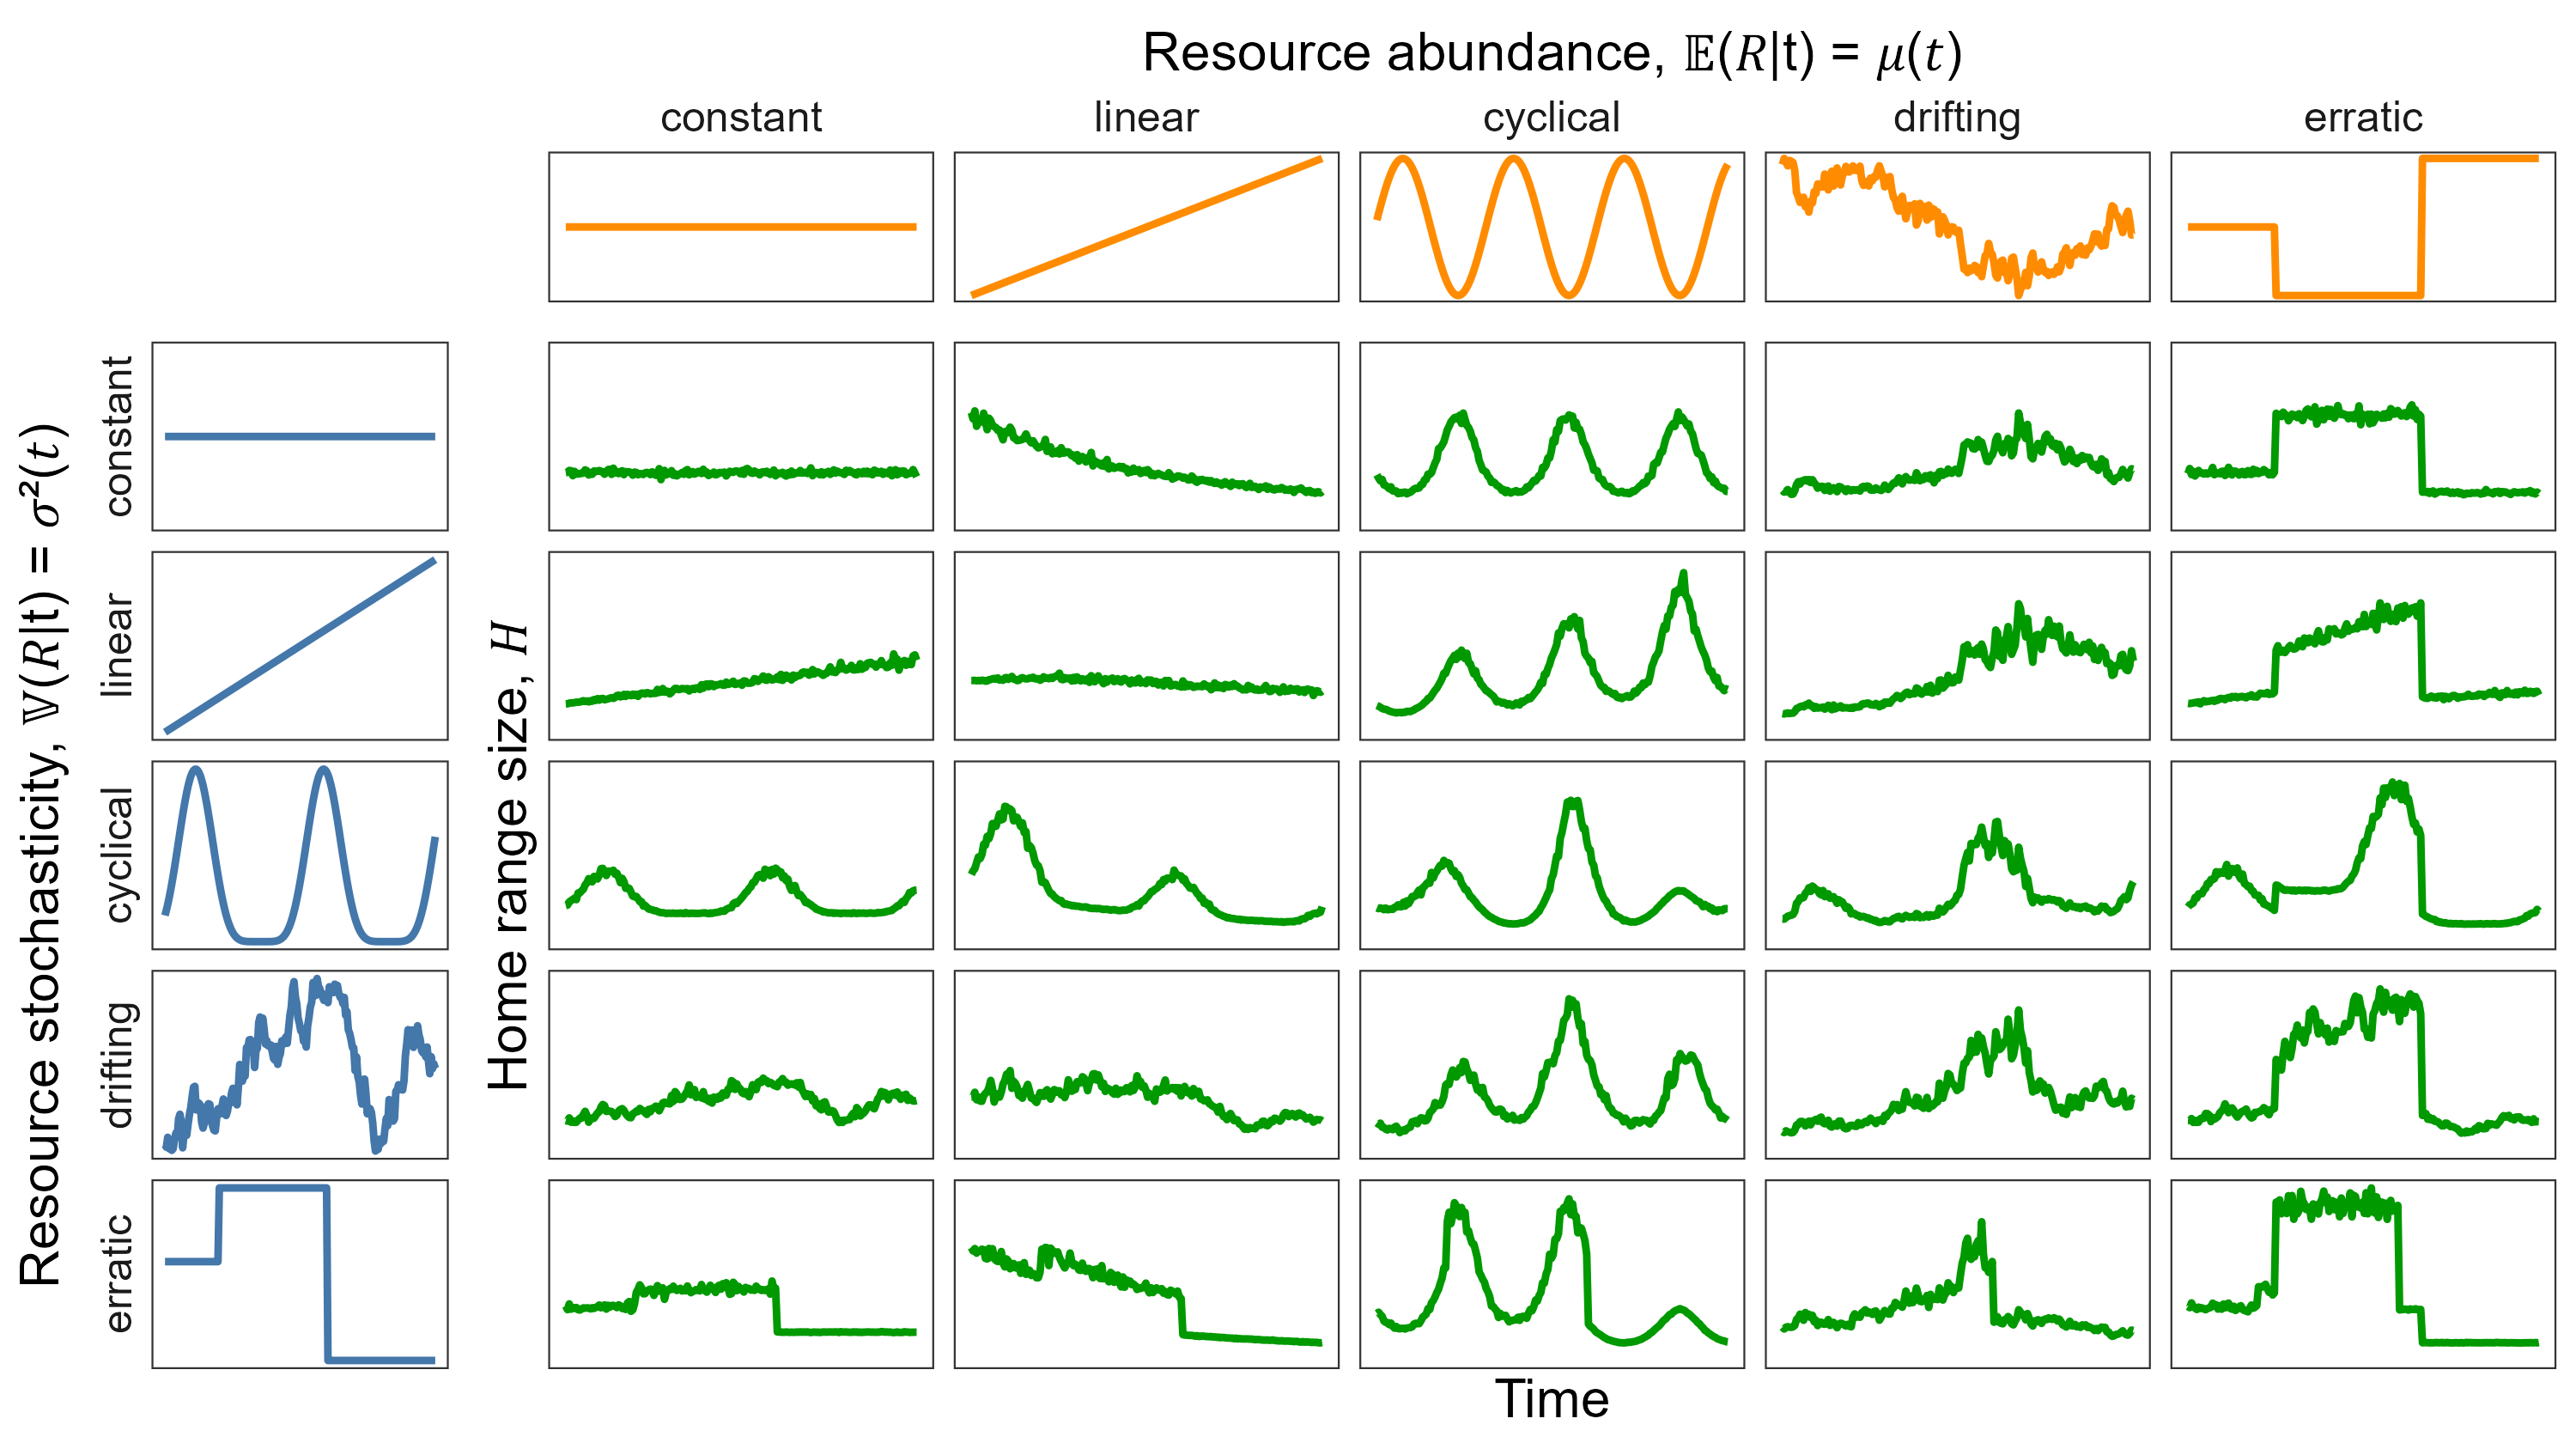 Resource abundance, 𝔼(R|t) = μ(t)
constant
linear
cyclical
drifting
erratic
Resource stochasticity, 𝕍(R|t) = σ²(t)
constant
linear
cyclical
drifting
erratic
Home range size, H
Time